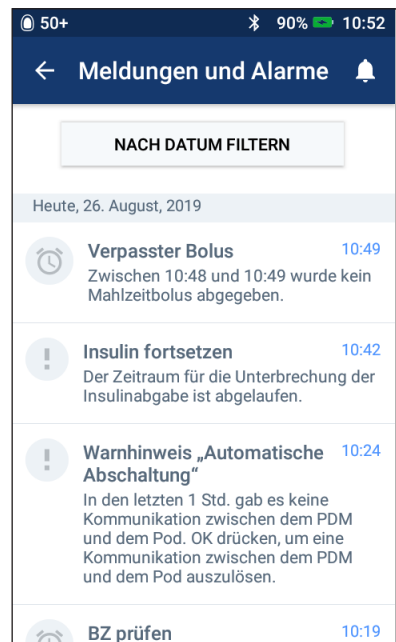 50+ 90% 10:52
Meldungen und Alarme
NACH DATUM FILTERN
Heute, 26. August, 2019
Verpasster Bolus 10:49
Zwischen 10:48 und 10:49 wurde kein
Mahlzeitbolus abgegeben.
Insulin fortsetzen 10:42
Der Zeitraum für die Unterbrechung der
Insulinabgabe ist abgelaufen.
Warnhinweis „Automatische 10:24
Abschaltung“
In den letzten 1 Std. gab es keine
Kommunikation zwischen dem PDM
und dem Pod. OK drücken, um eine
Kommunikation zwischen dem PDM
und dem Pod auszulösen.
BZ prüfen 10:19